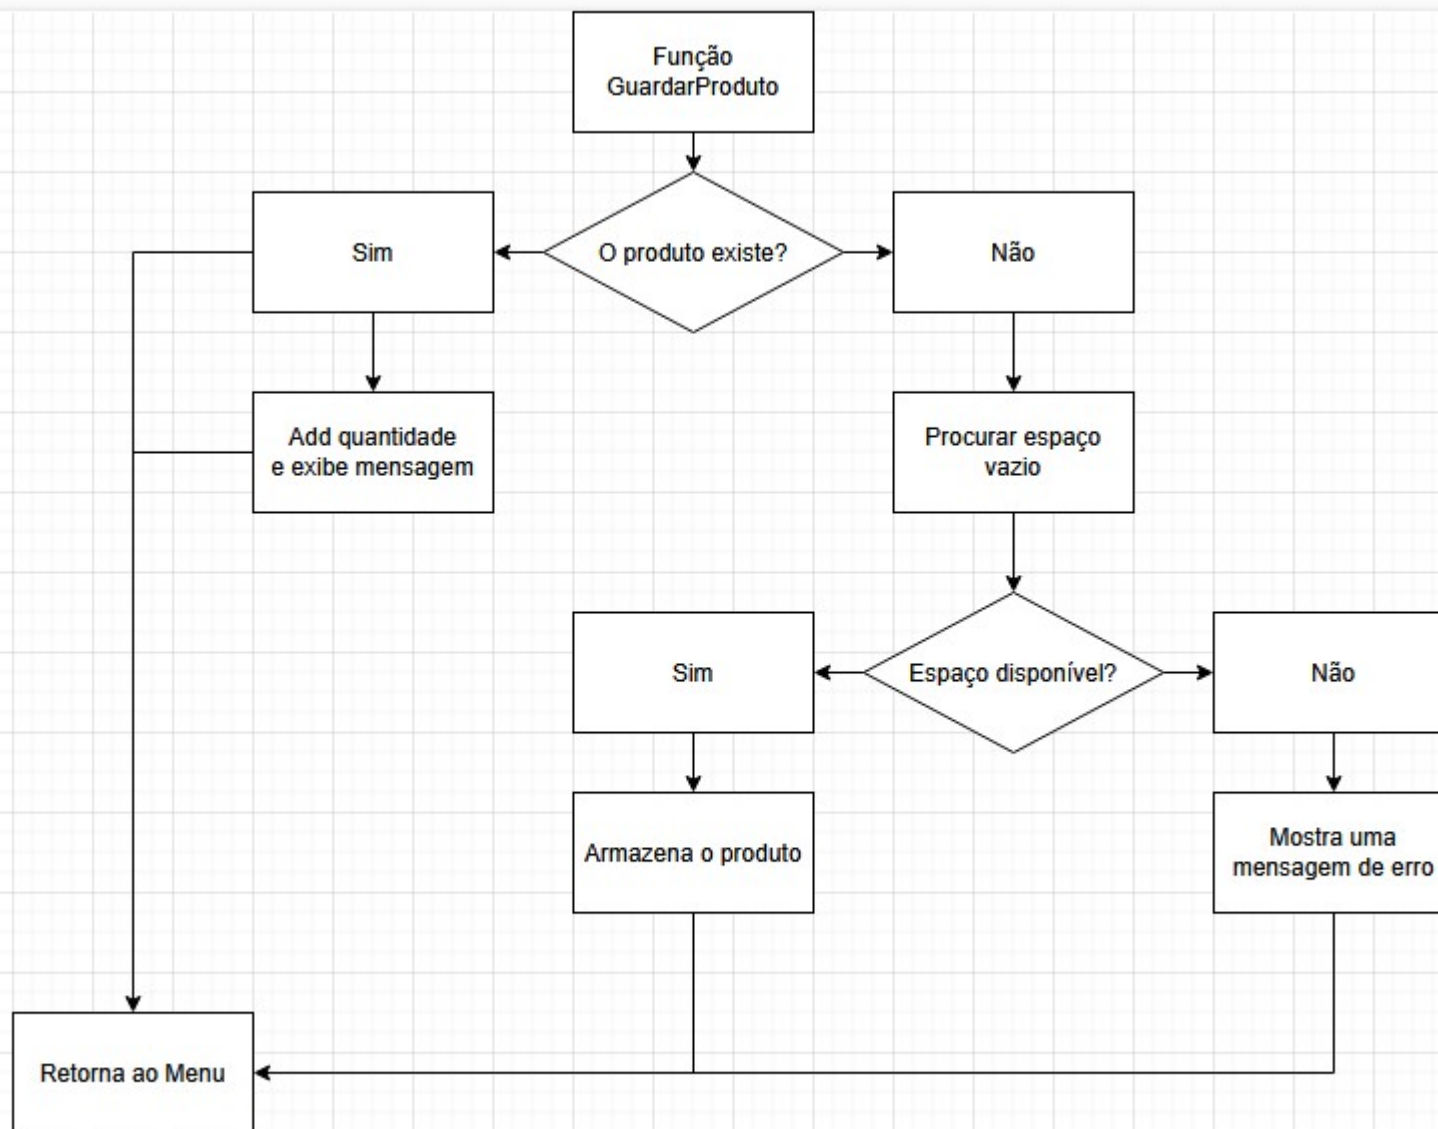 Função
GuardarProduto
Sim
O produto existe?
Não
Add quantidade
e exibe mensagem
Procurar espaço
vazio
Sim
Espaço disponível?
Não
Armazena o produto
Mostra uma
mensagem de erro
Retorna ao Menu